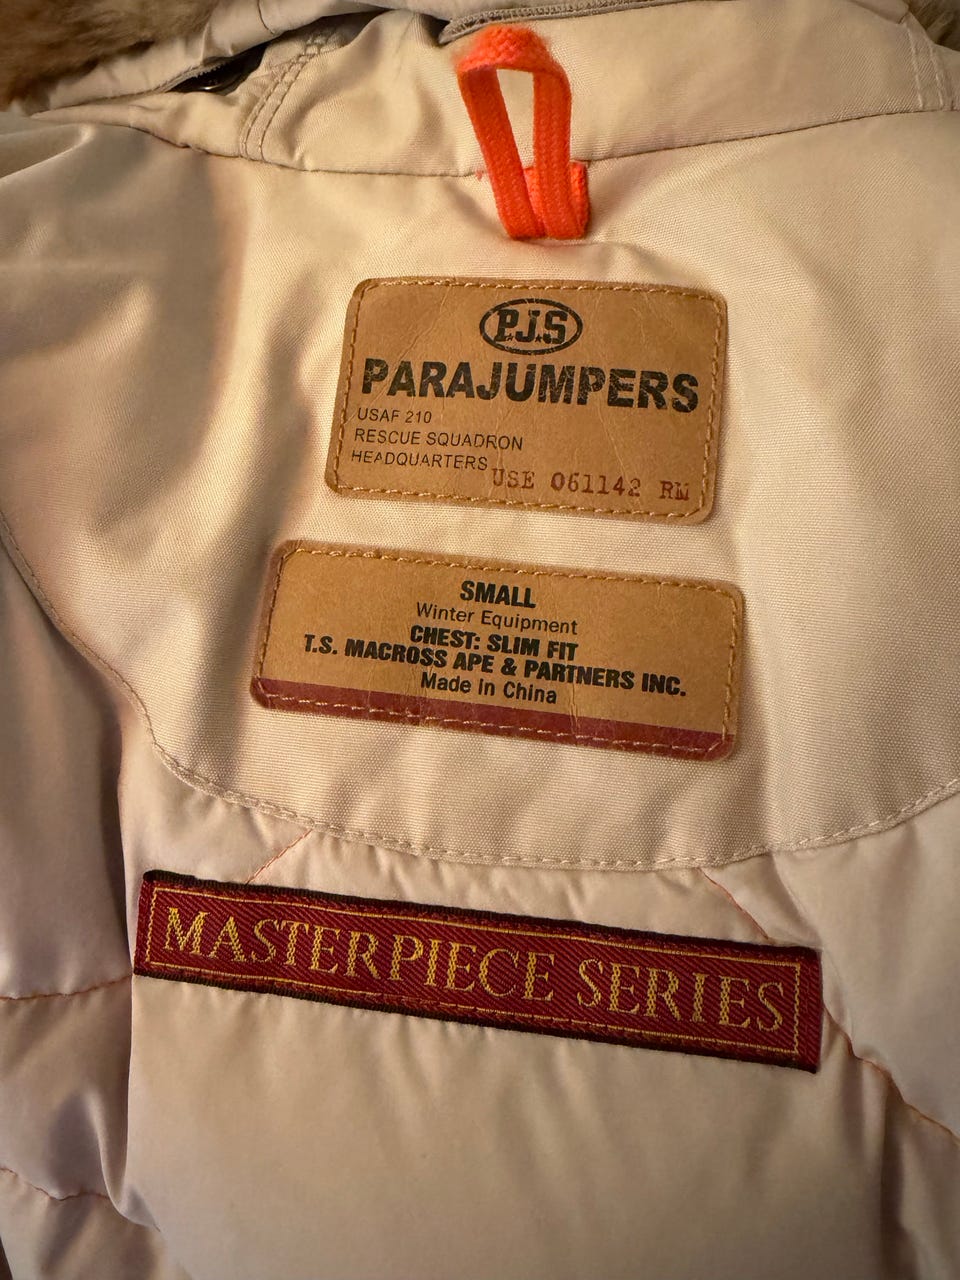 P.J.S
PARAJUMPERS
USAF 210
RESCUE SQUADRON
HEADQUARTERS
USE 061142 RM
SMALL
Winter Equipment
CHEST: SLIM FIT
T.S. MACROSS APE & PARTNERS INC.
Made in China
MASTERPIECE SERIES